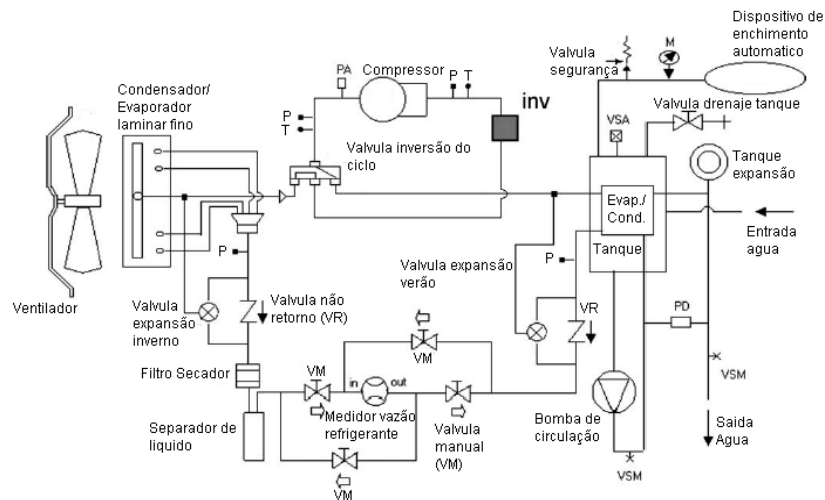 Dispositivo de
enchimento
automatico
Valvula
segurança
M
Valvula drenaje tanque
Condensador/
Evaporador
laminar fino
PA
Compressor
P T
inv
P
T
Valvula inversão do
ciclo
VSA
Tanque
expansão
Evap./
Cond.
Tanque
Entrada
agua
Ventilador
P
Valvula
expansão
inverno
Valvula não
retorno (VR)
Valvula expansão
verão
P
VR
PD
VSM
Filtro Secador
VM
VM
in
out
Medidor vazão
refrigerante
Valvula
manual
(VM)
Separador de
liquido
VM
Bomba de
circulação
VSM
Saida
Agua